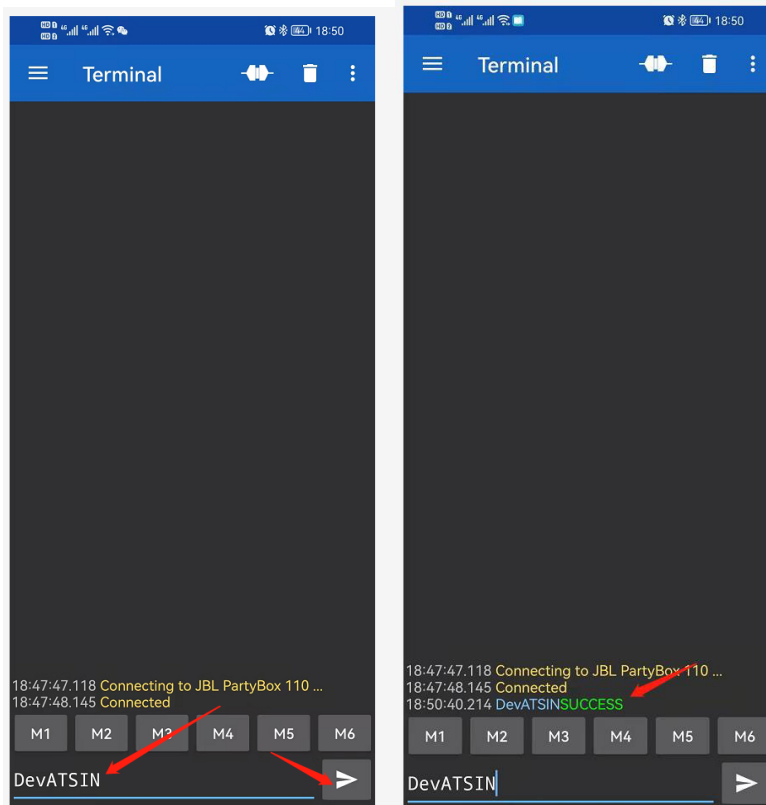 18:50
Terminal
18:47:47.118 Connecting to JBL PartyBox 110 ...
18:47:48.145 Connected
M1 M2 M3 M4 M5 M6
DevATSIN
18:50
Terminal
18:47:47.118 Connecting to JBL PartyBox 110 ...
18:47:48.145 Connected
18:50:40.214 DevATSINSUCCESS
M1 M2 M3 M4 M5 M6
DevATSIN